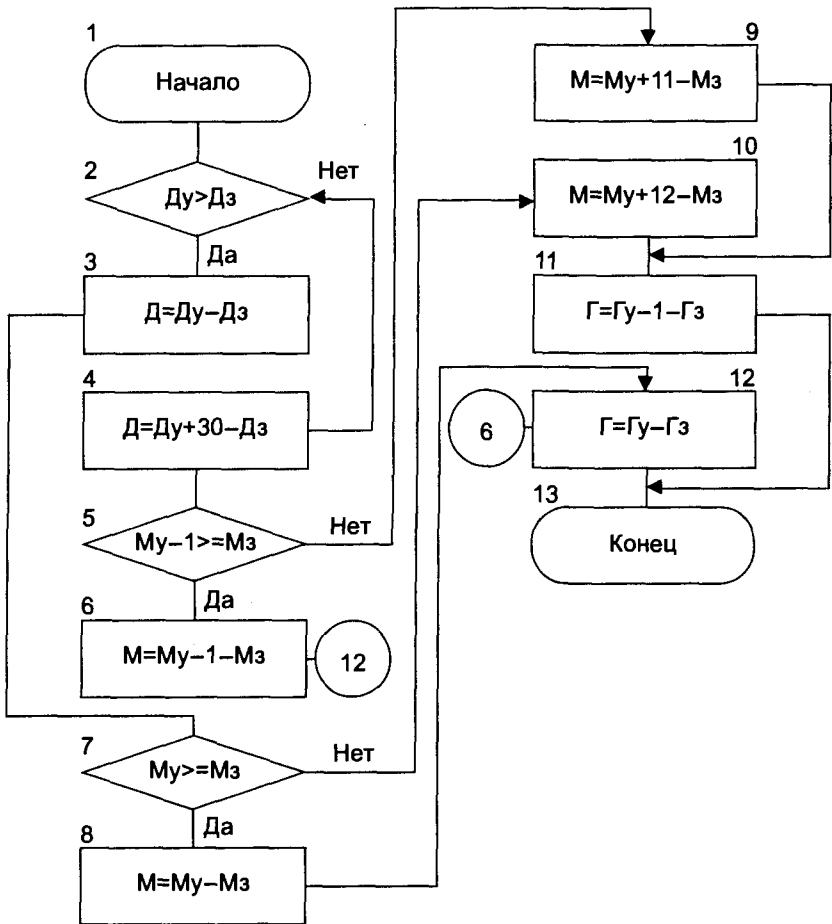 1
Начало
2
Ду>Дз
Нет
Да
3
Д=Ду–Дз
4
Д=Ду+30–Дз
5
Му–1>=Мз
Нет
Да
6
М=Му–1–Мз
12
7
Му>=Мз
Нет
Да
8
М=Му–Мз
9
М=Му+11–Мз
10
М=Му+12–Мз
11
Г=Гу–1–Гз
12
6
Г=Гу–Гз
13
Конец